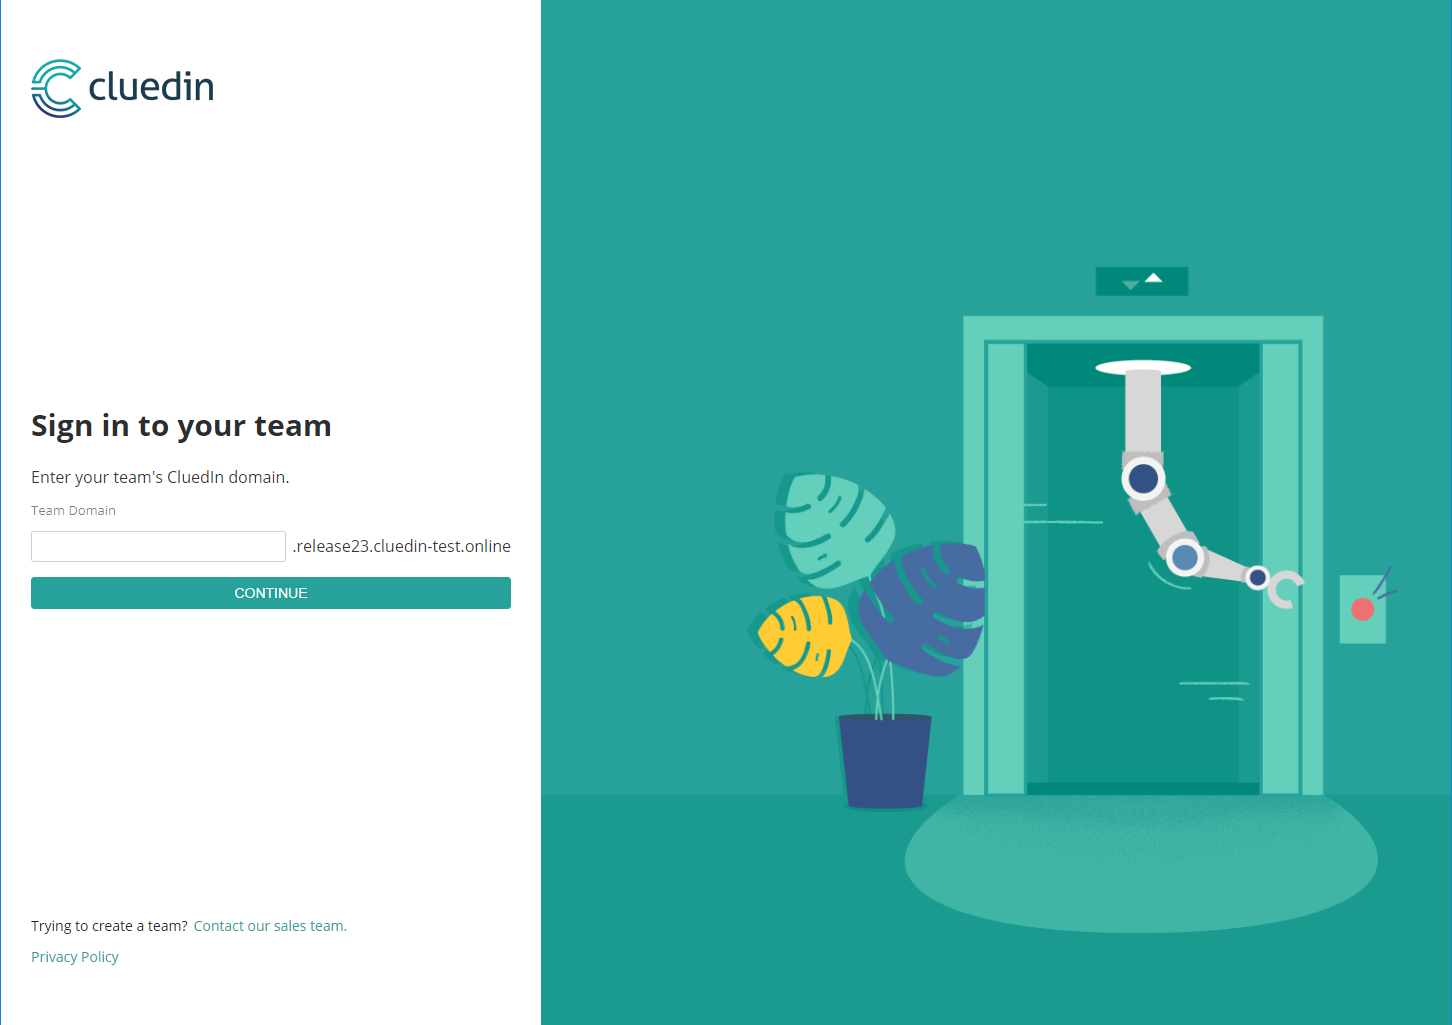 cluedin
Sign in to your team
Enter your team's CluedIn domain.
Team Domain
.release23.cluedin-test.online
CONTINUE
Trying to create a team? Contact our sales team.
Privacy Policy